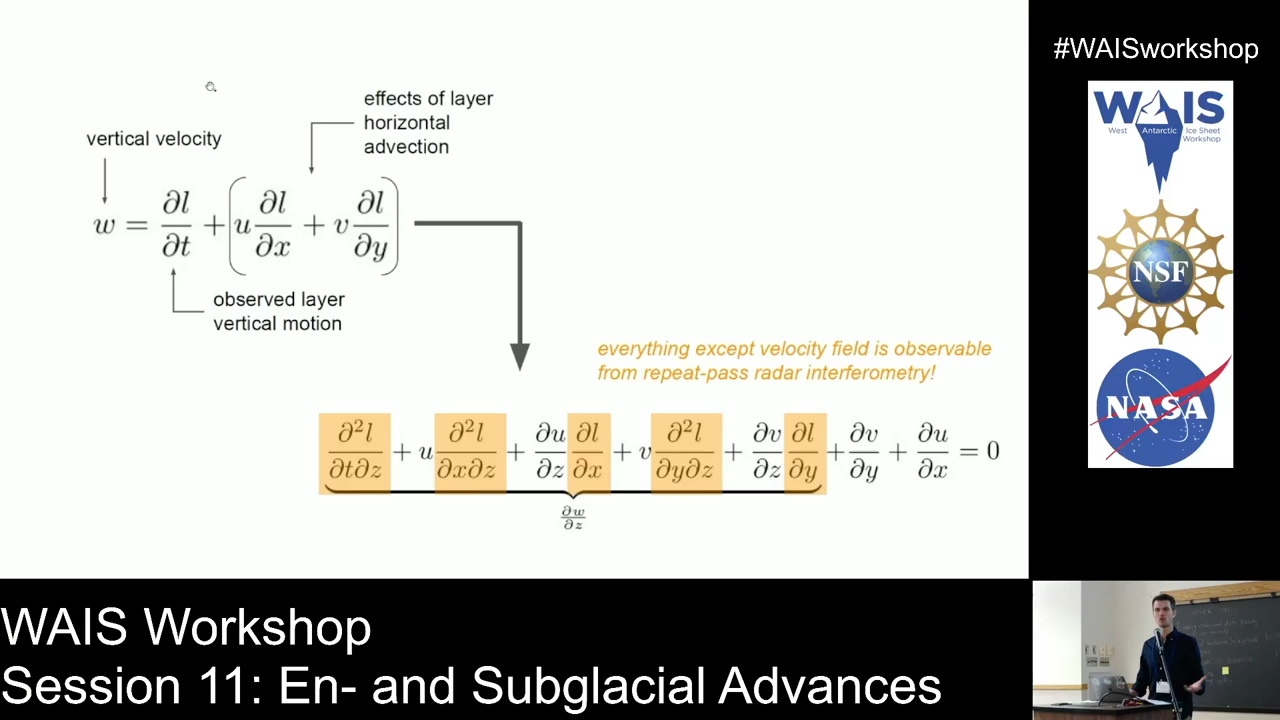 effects of layer
horizontal
advection
vertical velocity
w = ∂l/∂t + (u ∂l/∂x + v ∂l/∂y)
observed layer
vertical motion
everything except velocity field is observable
from repeat-pass radar interferometry!
∂²l/∂t∂z + u ∂²l/∂x∂z + ∂u/∂z ∂l/∂x + v ∂²l/∂y∂z + ∂v/∂z ∂l/∂y + ∂v/∂y + ∂u/∂x = 0
∂w/∂z
#WAISworkshop
WAIS
West Antarctic Ice Sheet
Workshop
NSF
NASA
WAIS Workshop
Session 11: En- and Subglacial Advances